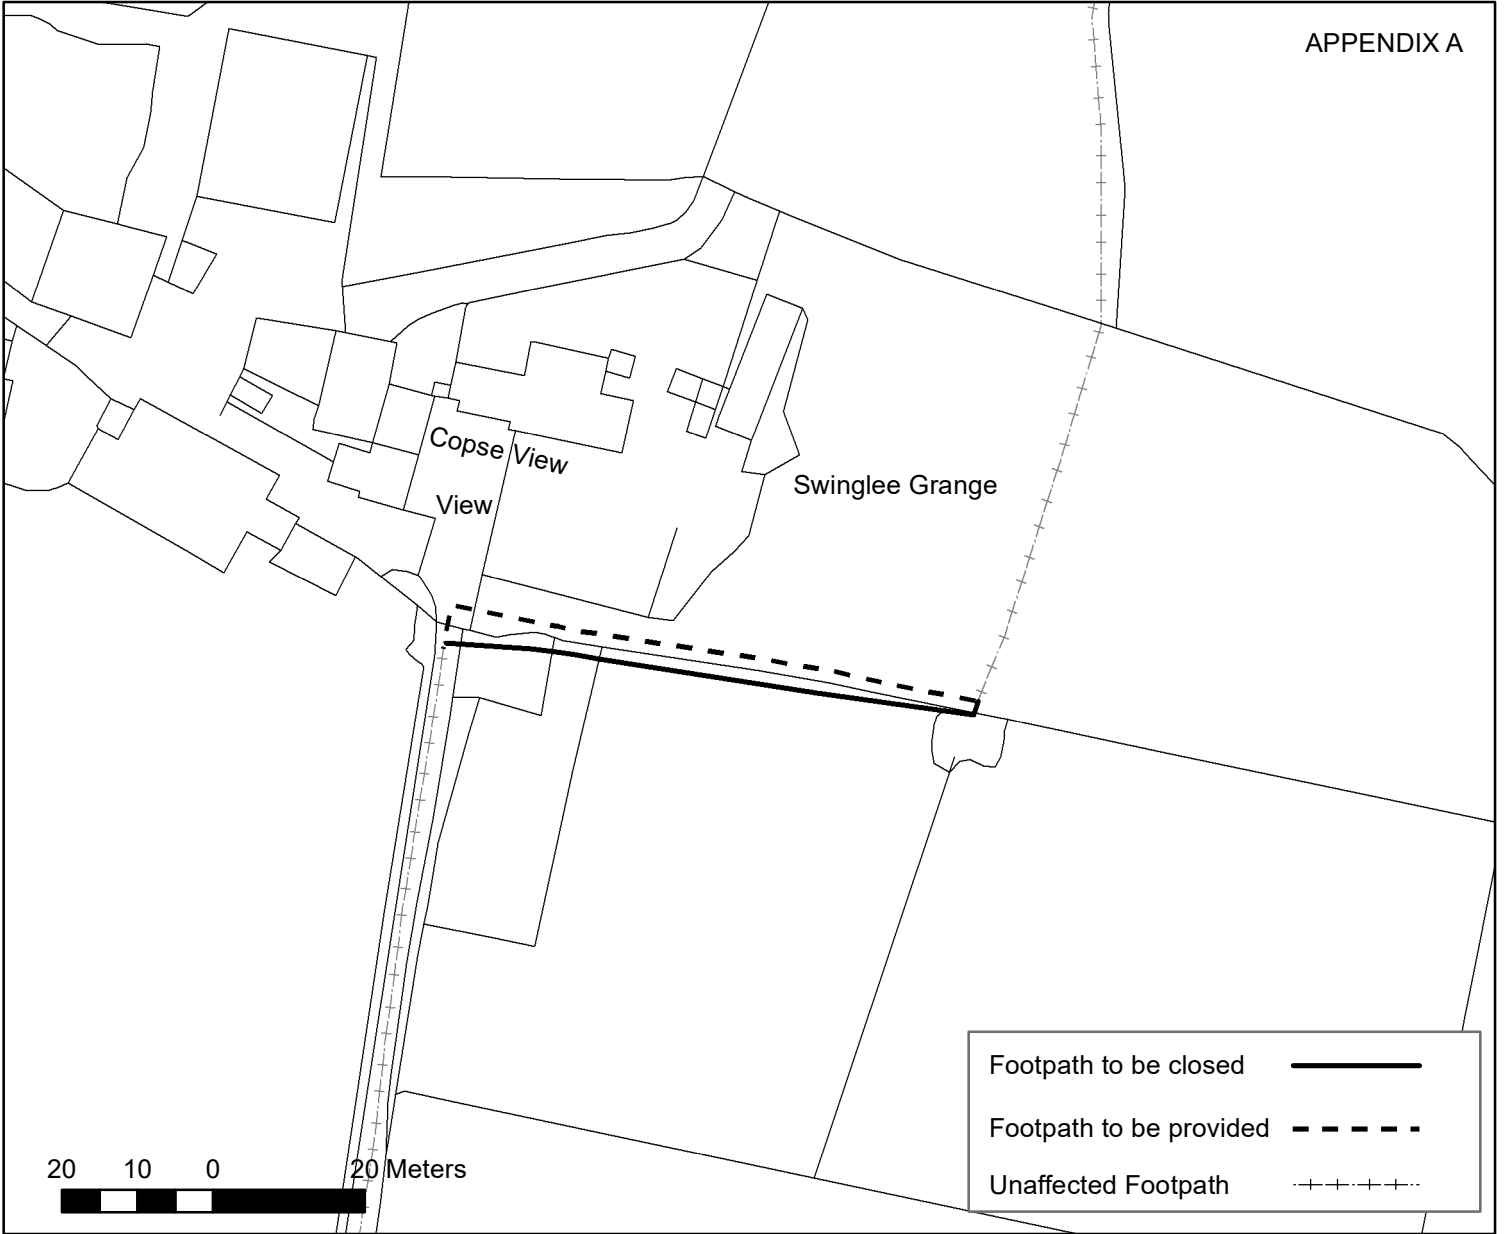 APPENDIX A
Copse View
View
Swinglee Grange
Footpath to be closed
Footpath to be provided
Unaffected Footpath
20 10 0 20 Meters